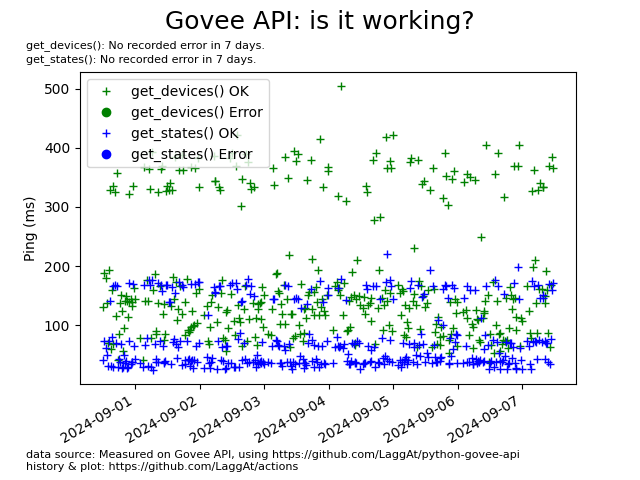 Govee API: is it working?
get_devices(): No recorded error in 7 days.
get_states(): No recorded error in 7 days.
get_devices() OK
get_devices() Error
get_states() OK
get_states() Error
Ping (ms)
500
400
300
200
100
2024-09-01
2024-09-02
2024-09-03
2024-09-04
2024-09-05
2024-09-06
2024-09-07
data source: Measured on Govee API, using https://github.com/LaggAt/python-govee-api
history & plot: https://github.com/LaggAt/actions